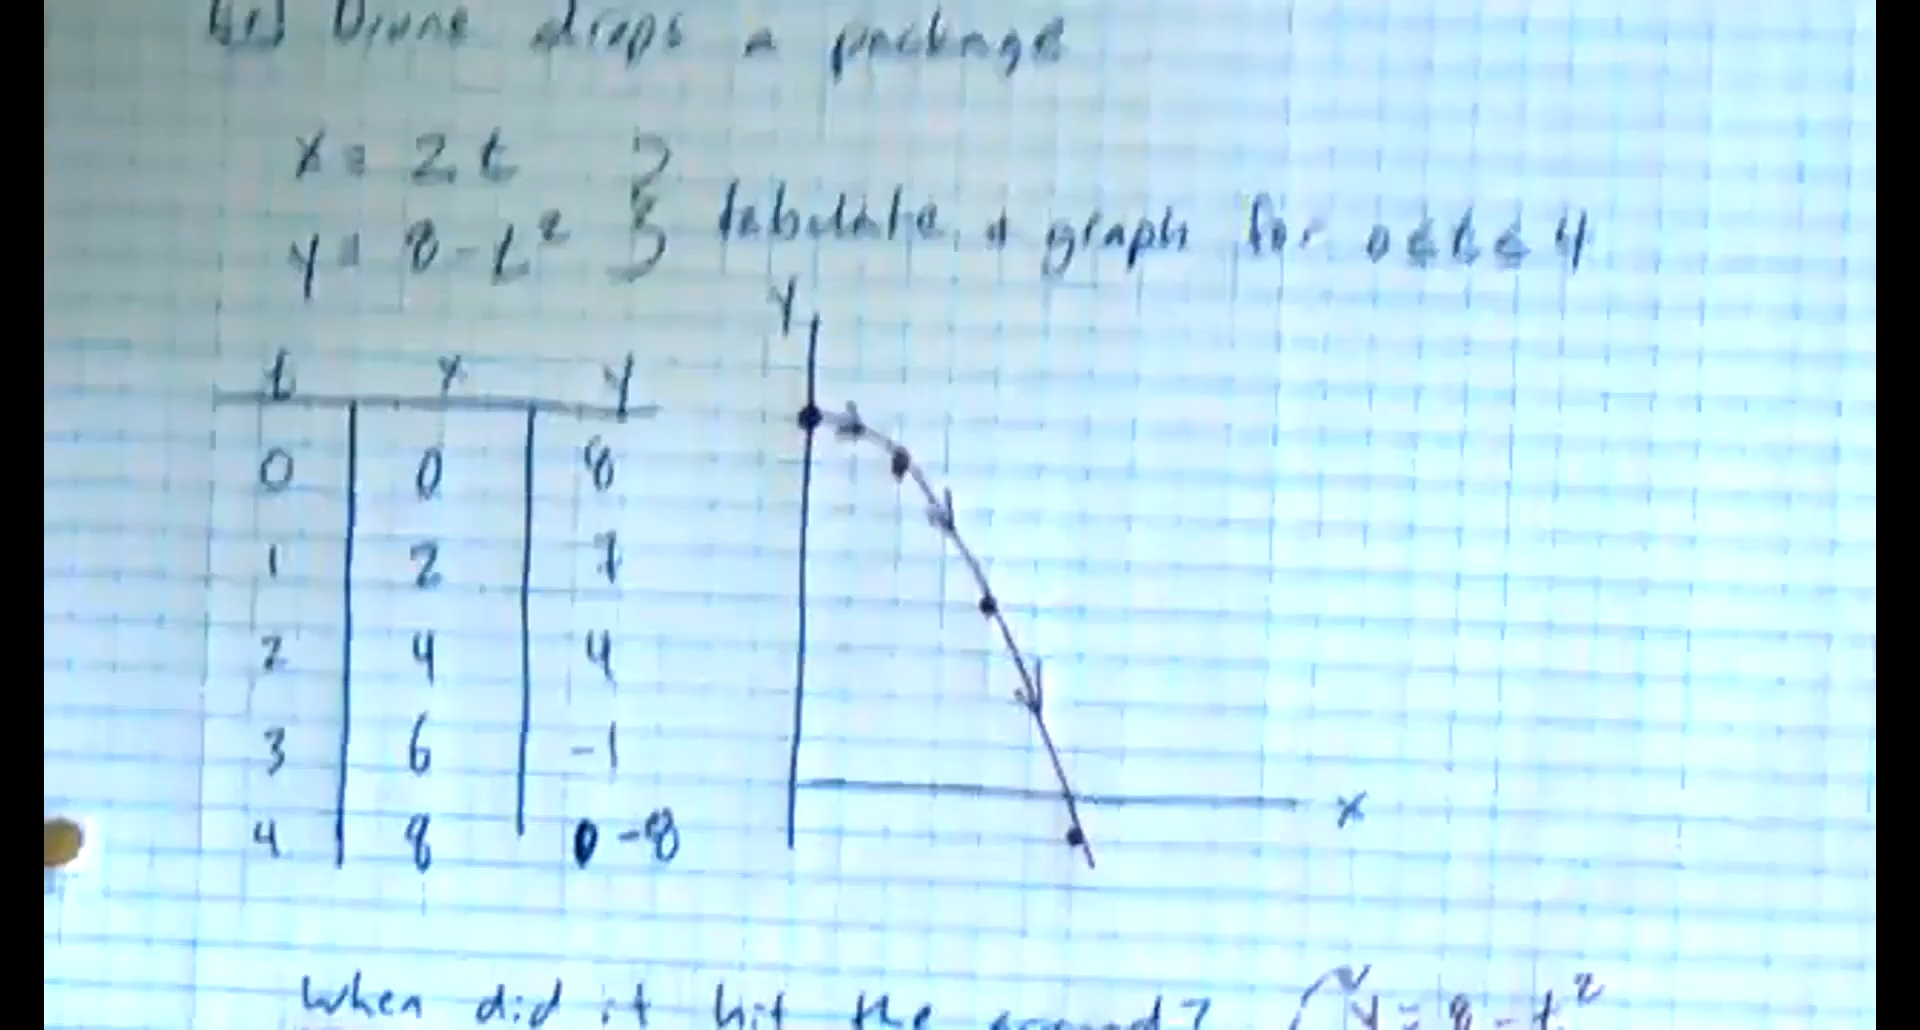 drops a package
x = 2t
y = 8 - t² } tabulate & graph for 0 ≤ t ≤ 4
y
t x y
0 0 8
1 2 7
2 4 4
3 6 -1
4 8 -8
x
When did it hit the ground? y = 8 - t²